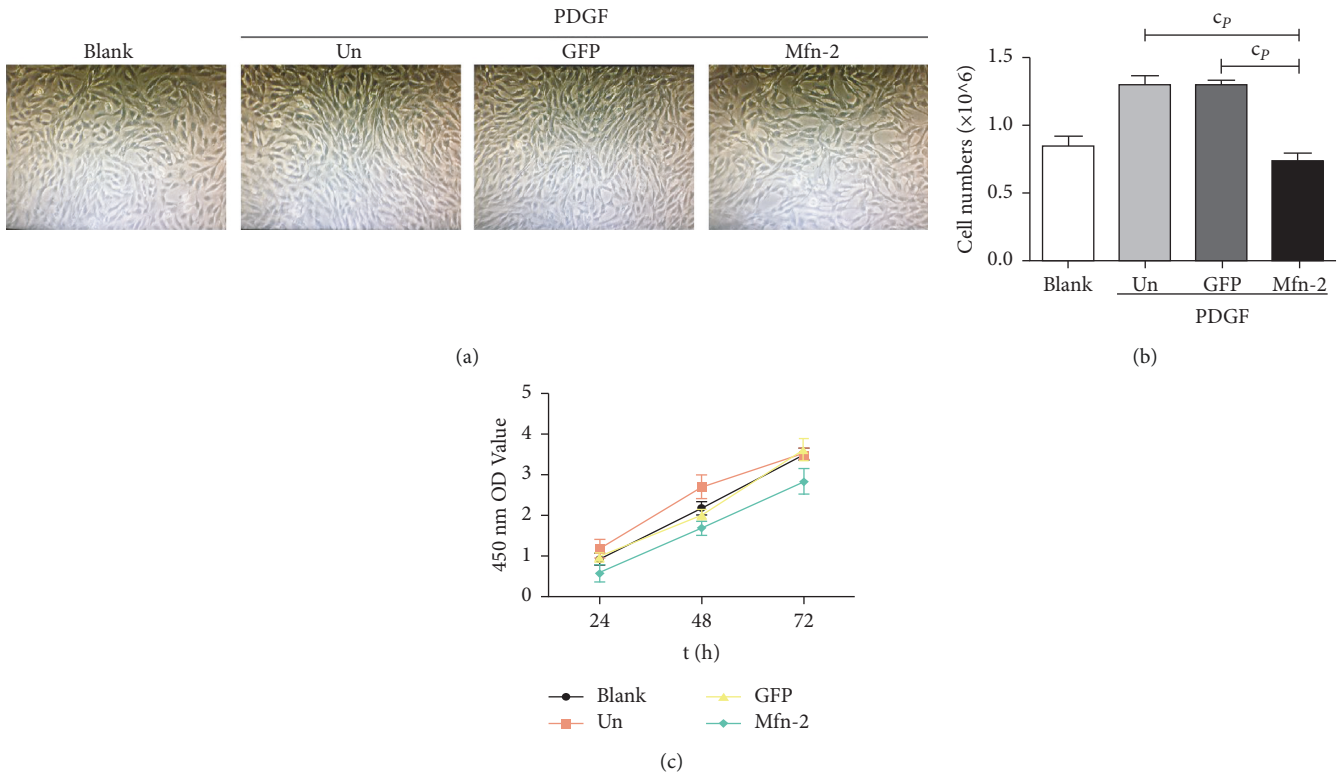 PDGF
Blank Un GFP Mfn-2
(a)
cP
cP
Cell numbers (×10^6)
1.5
1.0
0.5
0.0
Blank Un GFP Mfn-2
PDGF
(b)
450 nm OD Value
5
4
3
2
1
0
24 48 72
t (h)
Blank GFP
Un Mfn-2
(c)